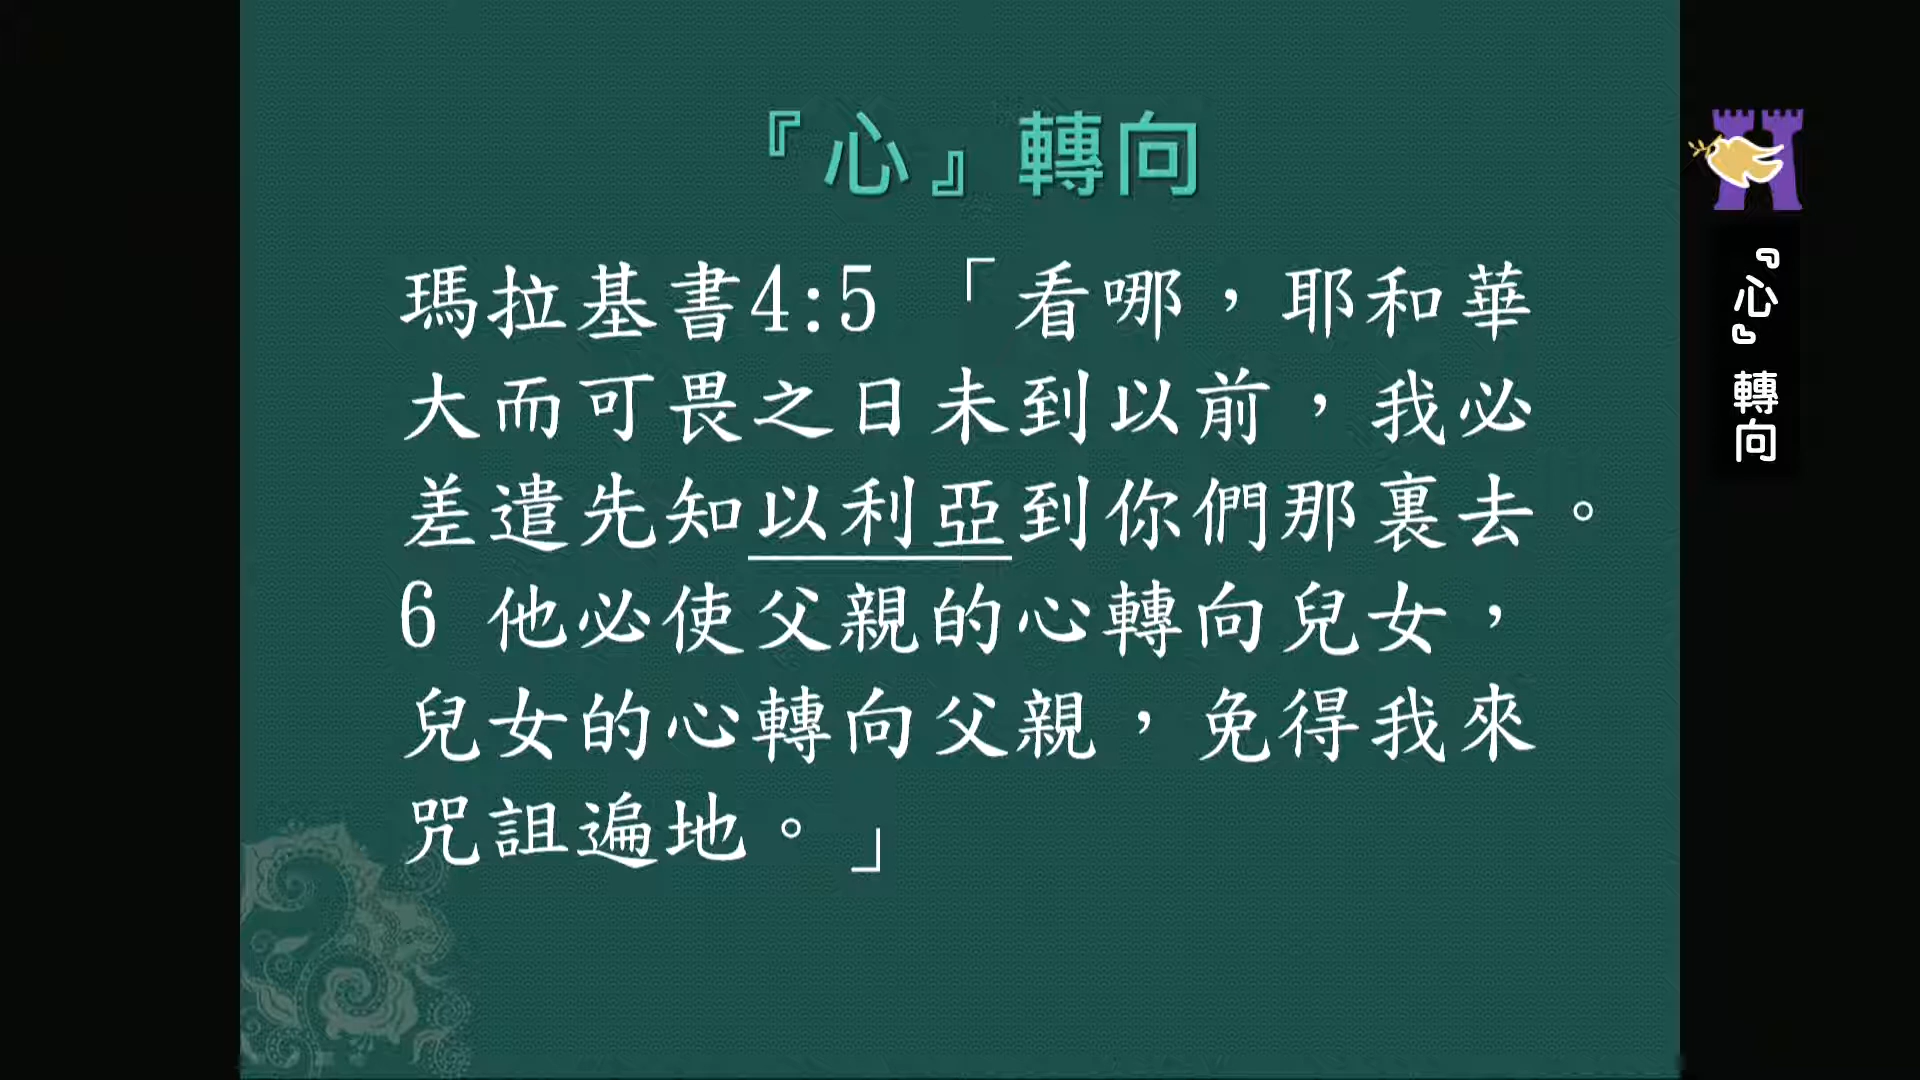 『心』轉向
瑪拉基書4:5 「看哪，耶和華
大而可畏之日未到以前，我必
差遣先知以利亞到你們那裏去。
6 他必使父親的心轉向兒女，
兒女的心轉向父親，免得我來
咒詛遍地。」
『心』轉向